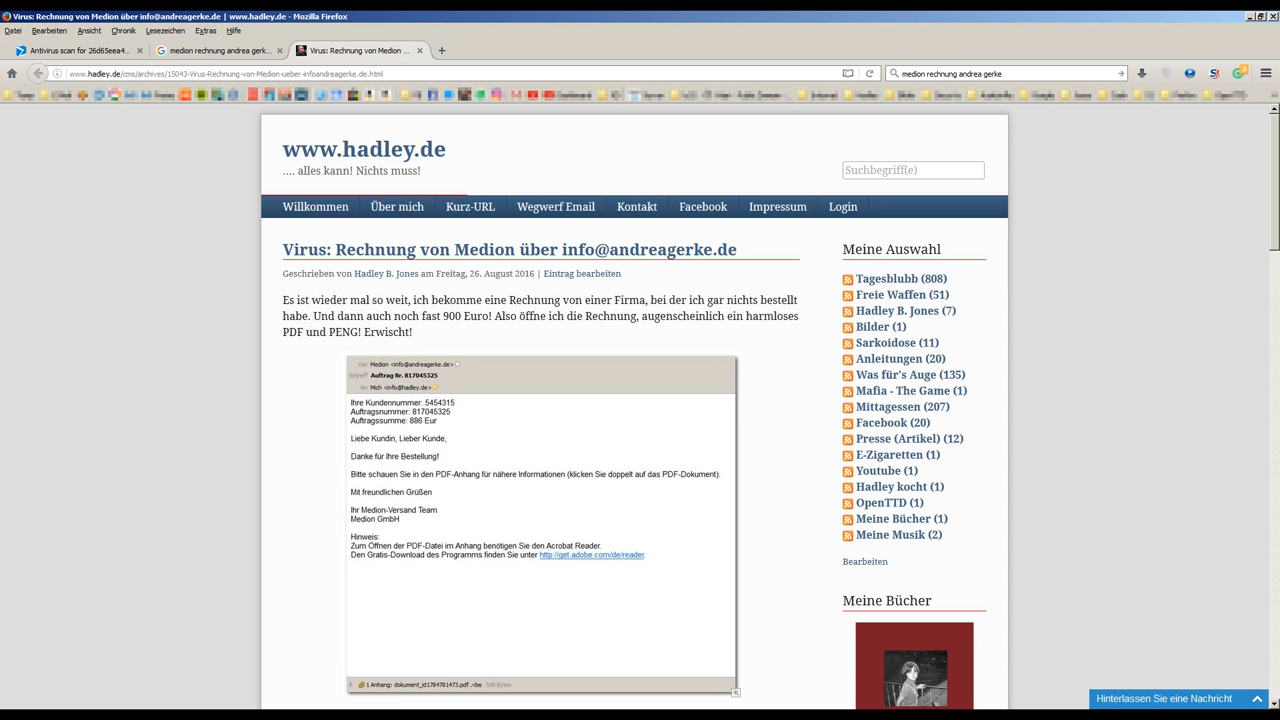 Virus: Rechnung von Medion über info@andreagerke.de | www.hadley.de - Mozilla Firefox
Datei Bearbeiten Ansicht Chronik Lesezeichen Extras Hilfe
Antivirus scan for 26d65eea4...
medion rechnung andrea gerk...
Virus: Rechnung von Medion ...
www.hadley.de/cms/archives/15043-Virus-Rechnung-von-Medion-ueber-infoandreagerke.de.html
medion rechnung andrea gerke
www.hadley.de
.... alles kann! Nichts muss!
Suchbegriff(e)
Willkommen Über mich Kurz-URL Wegwerf Email Kontakt Facebook Impressum Login
Virus: Rechnung von Medion über info@andreagerke.de
Geschrieben von Hadley B. Jones am Freitag, 26. August 2016 | Eintrag bearbeiten
Es ist wieder mal so weit, ich bekomme eine Rechnung von einer Firma, bei der ich gar nichts bestellt
habe. Und dann auch noch fast 900 Euro! Also öffne ich die Rechnung, augenscheinlich ein harmloses
PDF und PENG! Erwischt!
Von Medion <info@andreagerke.de>
Betreff Auftrag Nr. 817045325
An Mich <info@hadley.de>
Ihre Kundennummer: 5454315
Auftragsnummer: 817045325
Auftragssumme: 886 Eur
Liebe Kundin, Lieber Kunde,
Danke für Ihre Bestellung!
Bitte schauen Sie in den PDF-Anhang für nähere Informationen (klicken Sie doppelt auf das PDF-Dokument).
Mit freundlichen Grüßen
Ihr Medion-Versand Team
Medion GmbH
Hinweis:
Zum Öffnen der PDF-Datei im Anhang benötigen Sie den Acrobat Reader.
Den Gratis-Download des Programms finden Sie unter http://get.adobe.com/de/reader.
1 Anhang: dokument_id1784781473.pdf .vbe 598 Bytes
Meine Auswahl
Tagesblubb (808)
Freie Waffen (51)
Hadley B. Jones (7)
Bilder (1)
Sarkoidose (11)
Anleitungen (20)
Was für's Auge (135)
Mafia - The Game (1)
Mittagessen (207)
Facebook (20)
Presse (Artikel) (12)
E-Zigaretten (1)
Youtube (1)
Hadley kocht (1)
OpenTTD (1)
Meine Bücher (1)
Meine Musik (2)
Bearbeiten
Meine Bücher
Hinterlassen Sie eine Nachricht